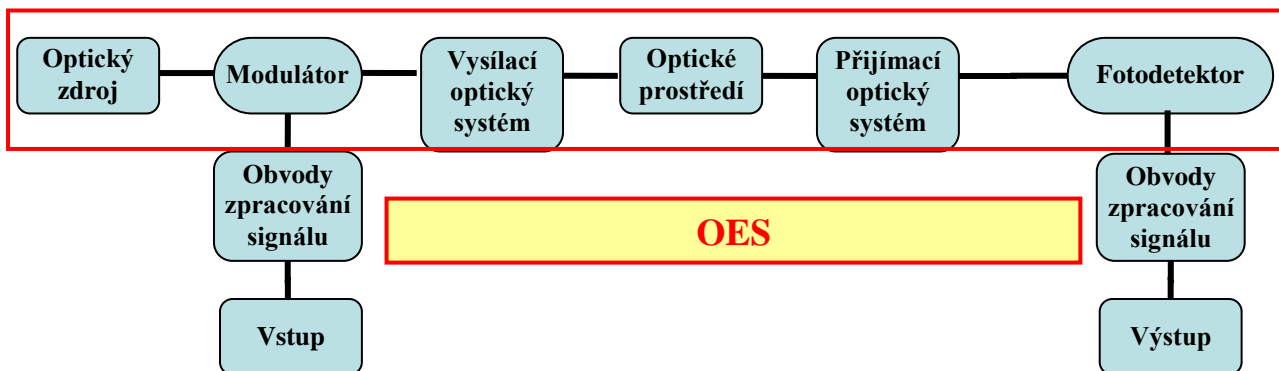 Optický
zdroj
Modulátor
Vysílací
optický
systém
Optické
prostředí
Přijímací
optický
systém
Fotodetektor
Obvody
zpracování
signálu
OES
Obvody
zpracování
signálu
Vstup
Výstup